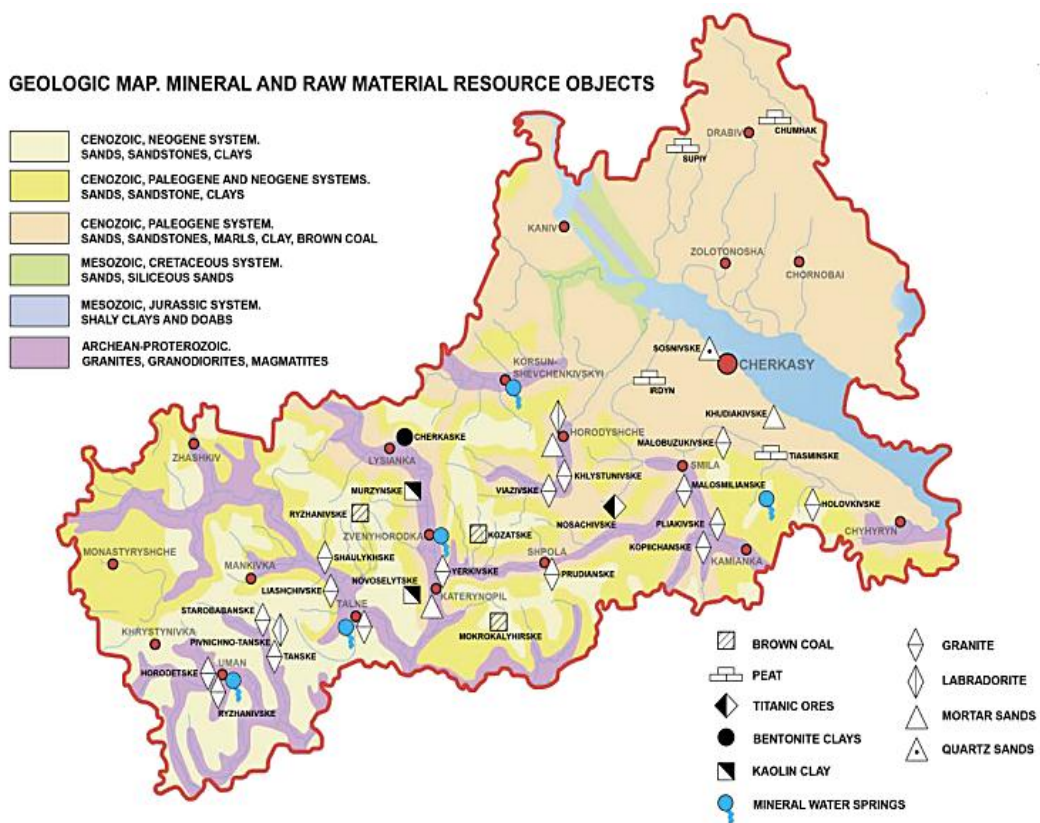 GEOLOGIC MAP. MINERAL AND RAW MATERIAL RESOURCE OBJECTS
CENOZOIC, NEOGENE SYSTEM.
SANDS, SANDSTONES, CLAYS
CENOZOIC, PALEOGENE AND NEOGENE SYSTEMS.
SANDS, SANDSTONE, CLAYS
CENOZOIC, PALEOGENE SYSTEM.
SANDS, SANDSTONES, MARLS, CLAY, BROWN COAL
MESOZOIC, CRETACEOUS SYSTEM.
SANDS, SILICEOUS SANDS
MESOZOIC, JURASSIC SYSTEM.
SHALY CLAYS AND DOABS
ARCHEAN-PROTEROZOIC.
GRANITES, GRANODIORITES, MAGMATITES
CHUMHAK
DRABIV
SUPIY
KANIV
ZOLOTONOSHA
CHORNOBAI
SOSNIVSKE
CHERKASY
KORSUN-
SHEVCHENKIVSKYI
IRDYN
KHUDIAKIVSKE
CHERKASKE
HORODYSHCHE
MALOBUZUKIVSKE
ZHASHKIV
LYSIANKA
TIASMINSKE
SMILA
KHLYSTUNIVSKE
MURZYNSKE
VIAZIVSKE
MALOSMILIANSKE
HOLOVKIVSKE
RYZHANIVSKE
NOSACHIVSKE
PLIAKIVSKE
CHYHYRYN
ZVENYHORODKA
KOZATSKE
KOPIICHANSKE
MONASTYRYSHCHE
SHAULYKHSKE
SHPOLA
KAMIANKA
MANKIVKA
YERKIVSKE
PRUDIANSKE
LIASHCHIVSKE
NOVOSELYTSKE
KATERYNOPIL
STAROBABANSKE
TALNE
MOKROKALYHIRSKE
KHRYSTYNIVKA
PIVNICHNO-TANSKE
TANSKE
UMAN
HORODETSKE
RYZHANIVSKE
BROWN COAL
PEAT
TITANIC ORES
BENTONITE CLAYS
KAOLIN CLAY
MINERAL WATER SPRINGS
GRANITE
LABRADORITE
MORTAR SANDS
QUARTZ SANDS